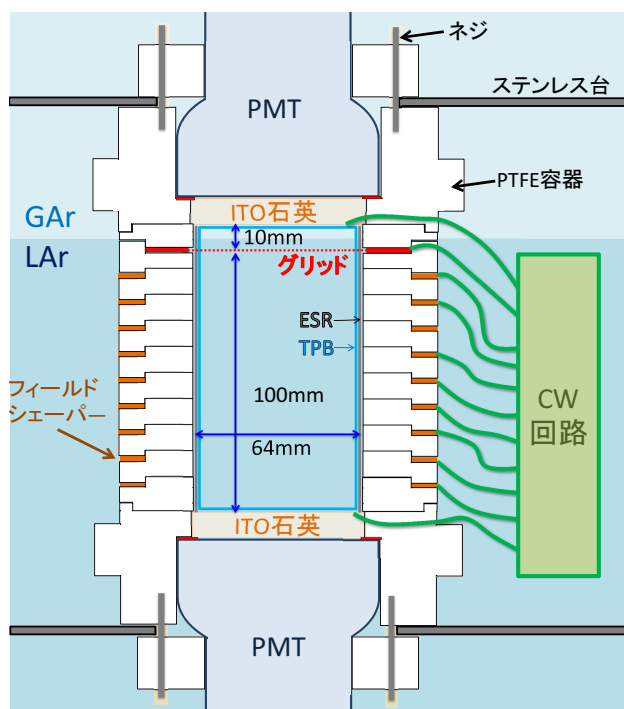 ネジ
ステンレス台
PMT
PTFE容器
ITO石英
GAr
10mm
LAr
グリッド
ESR
TPB
フィールド
シェーパー
100mm
CW
回路
64mm
ITO石英
PMT